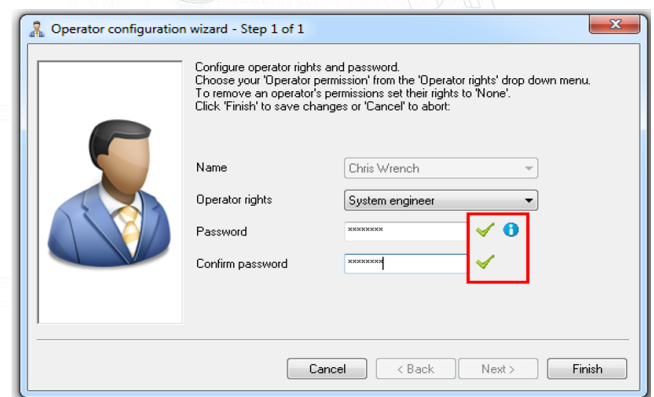 Operator configuration wizard - Step 1 of 1
Configure operator rights and password.
Choose your 'Operator permission' from the 'Operator rights' drop down menu.
To remove an operator's permissions set their rights to 'None'.
Click 'Finish' to save changes or 'Cancel' to abort:
Name
Chris Wrench
Operator rights
System engineer
Password
××××××××
Confirm password
××××××××
Cancel
< Back
Next >
Finish